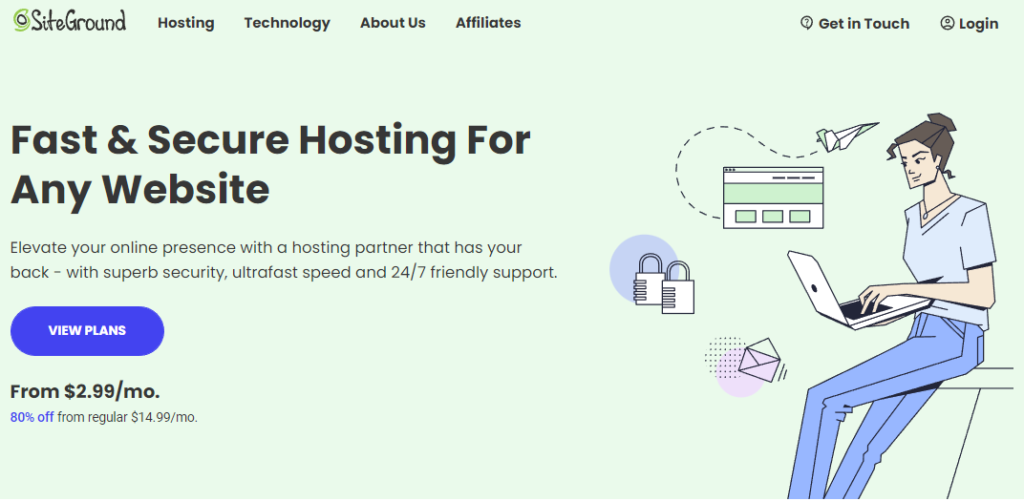 SiteGround
Hosting
Technology
About Us
Affiliates
Get in Touch
Login
Fast & Secure Hosting For
Any Website
Elevate your online presence with a hosting partner that has your
back - with superb security, ultrafast speed and 24/7 friendly support.
VIEW PLANS
From $2.99/mo.
80% off from regular $14.99/mo.